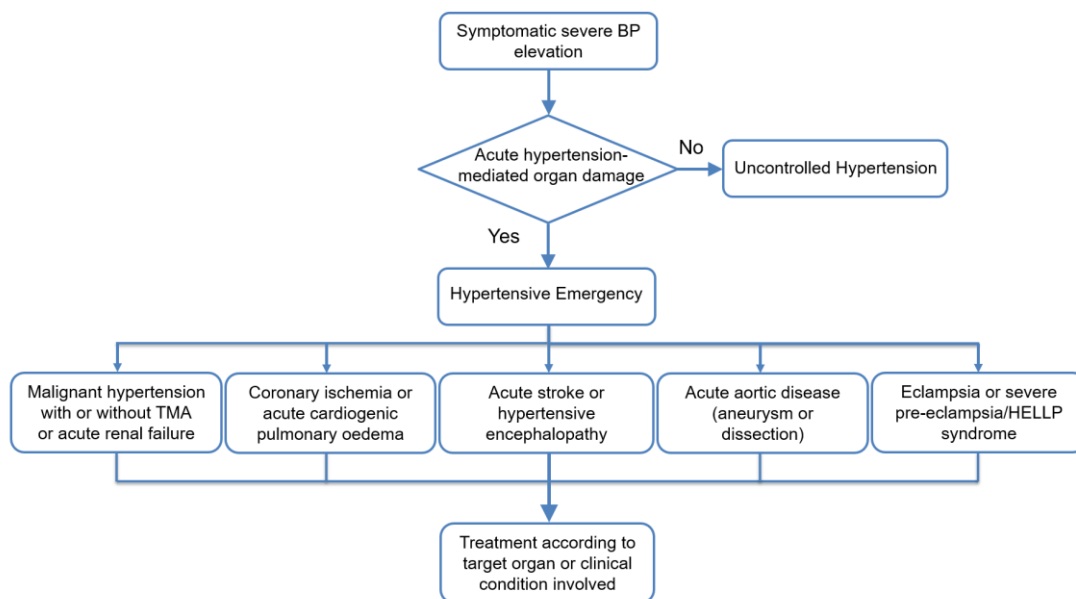 Symptomatic severe BP
elevation
Acute hypertension-
mediated organ damage
No
Uncontrolled Hypertension
Yes
Hypertensive Emergency
Malignant hypertension
with or without TMA
or acute renal failure
Coronary ischemia or
acute cardiogenic
pulmonary oedema
Acute stroke or
hypertensive
encephalopathy
Acute aortic disease
(aneurysm or
dissection)
Eclampsia or severe
pre-eclampsia/HELLP
syndrome
Treatment according to
target organ or clinical
condition involved